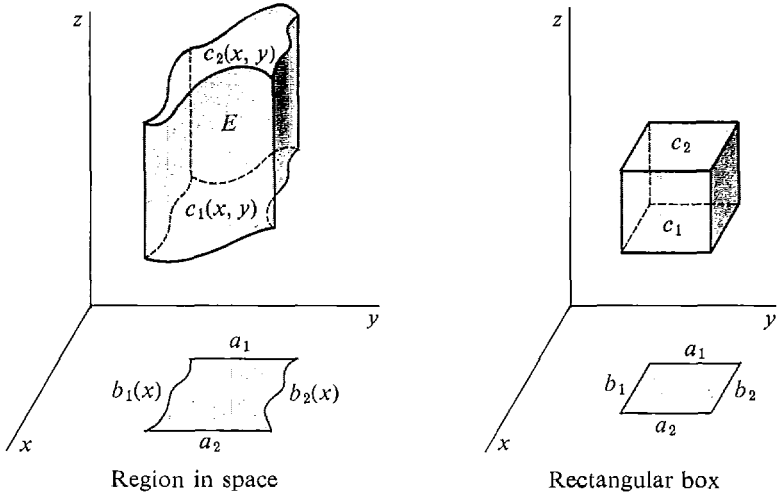 z
c₂(x, y)
E
c₁(x, y)
y
a₁
b₁(x)
b₂(x)
a₂
x
Region in space
z
c₂
c₁
y
a₁
b₁
b₂
a₂
x
Rectangular box